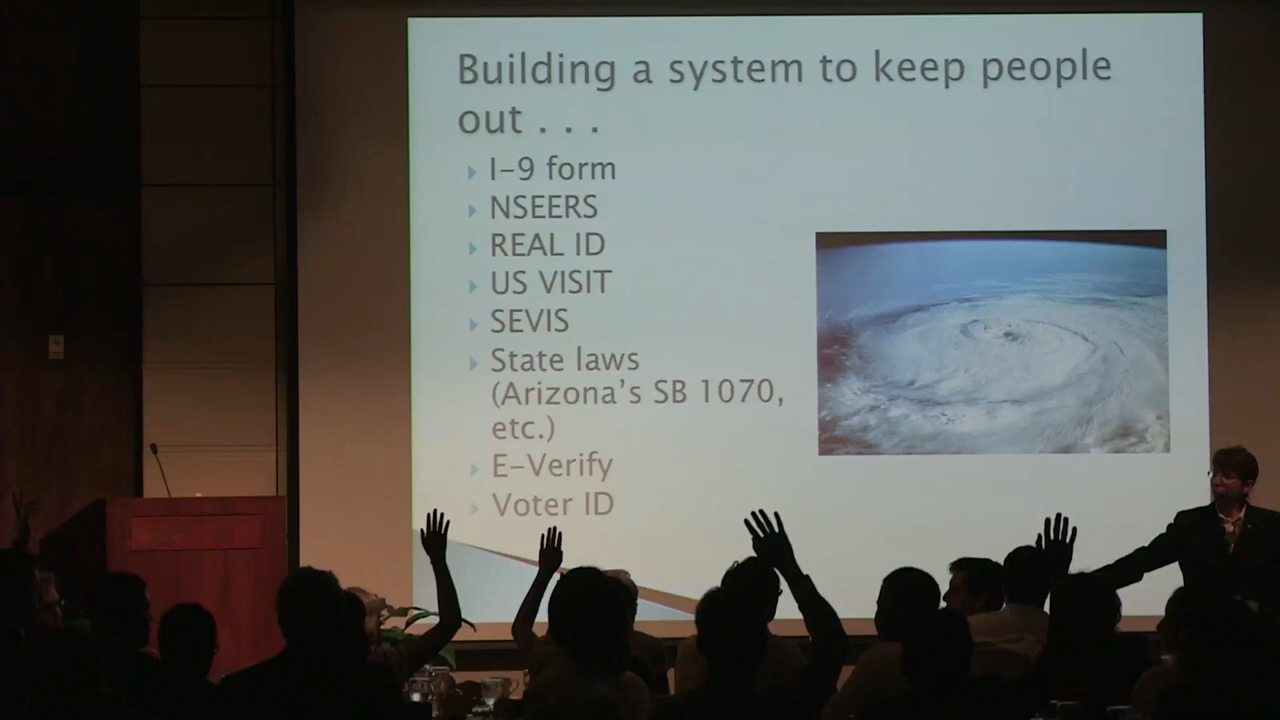 Building a system to keep people
out . . .
I-9 form
NSEERS
REAL ID
US VISIT
SEVIS
State laws
(Arizona's SB 1070,
etc.)
E-Verify
Voter ID